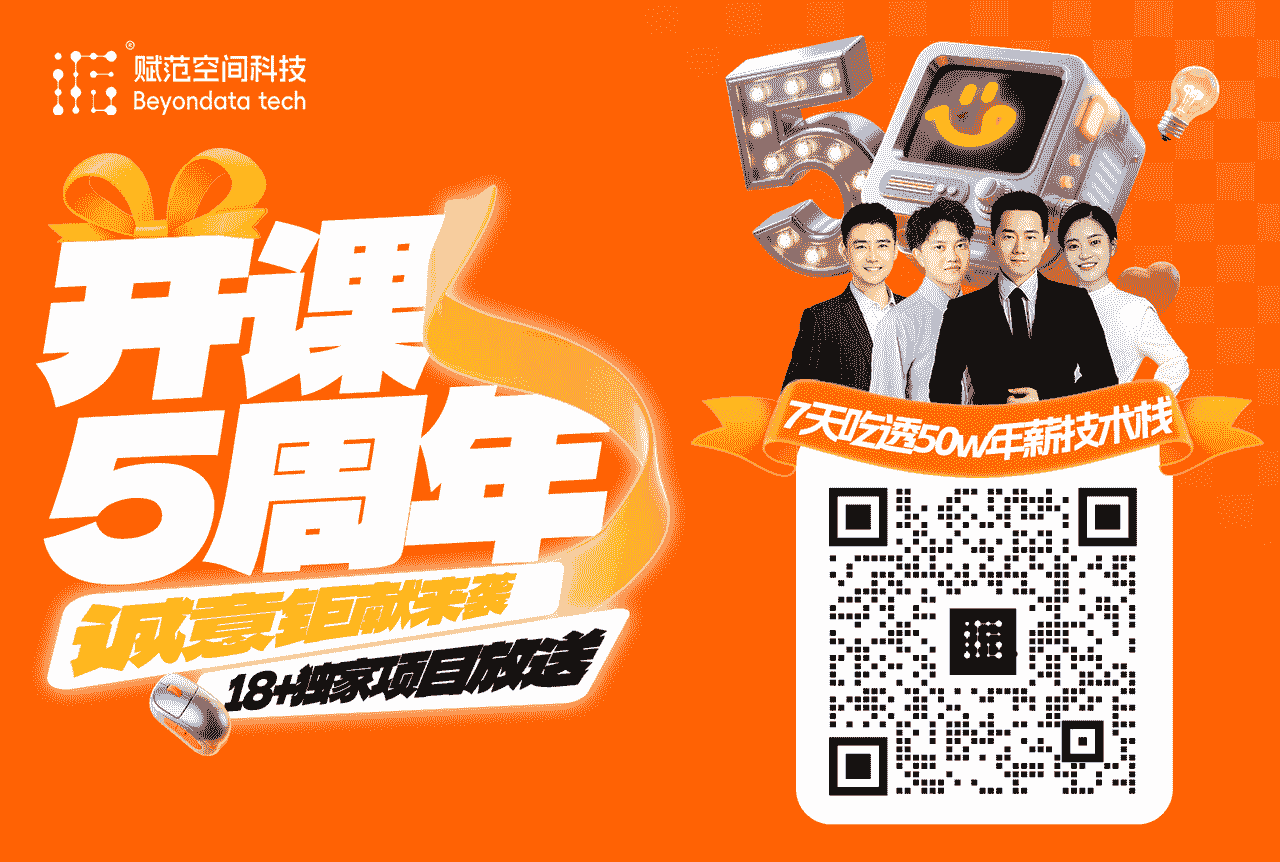 赋范空间科技®
Beyondata tech
开课
5周年
诚意钜献来袭
18+独家项目放送
7天吃透50w年薪技术栈